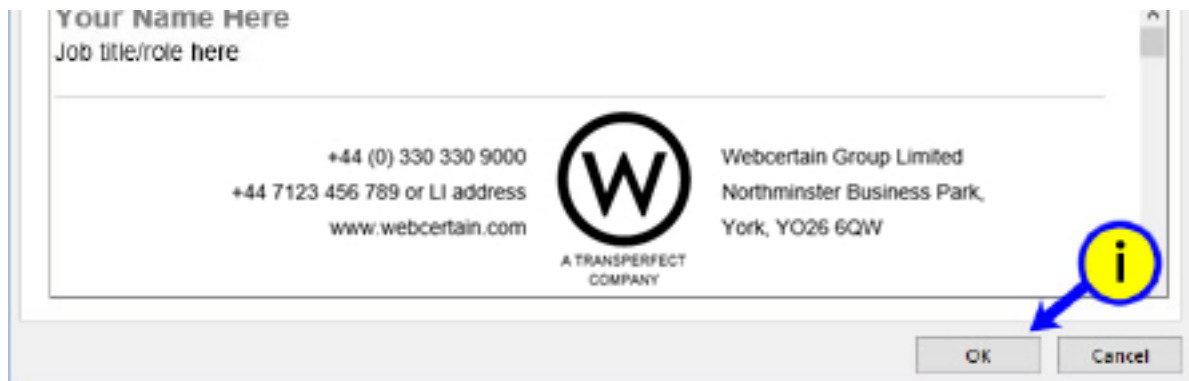 Your Name Here
Job title/role here
+44 (0) 330 330 9000
+44 7123 456 789 or LI address
www.webcertain.com
W
A TRANSPERFECT
COMPANY
Webcertain Group Limited
Northminster Business Park,
York, YO26 6QW
i
OK
Cancel